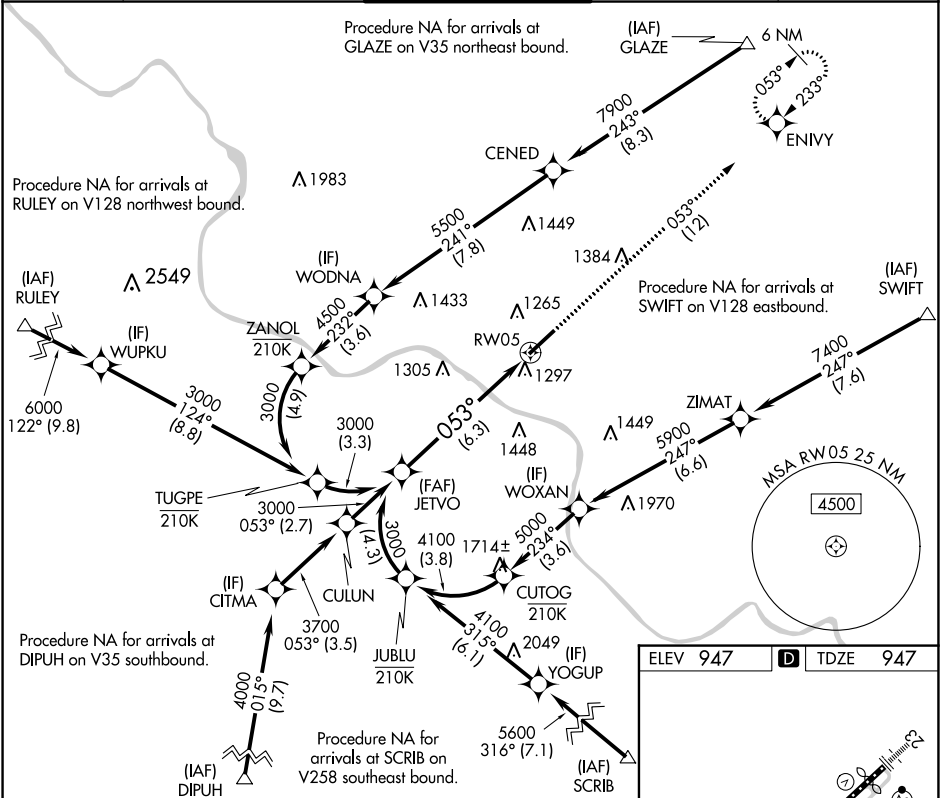 Procedure NA for arrivals at
GLAZE on V35 northeast bound.
(IAF)
GLAZE
6 NM
053°
233°
ENIVY
7900
243°
(8.3)
CENED
Procedure NA for arrivals at
RULEY on V128 northwest bound.
1983
5500
241°
(7.8)
1449
053°
(12)
1384
(IAF)
RULEY
2549
(IF)
WODNA
1433
1265
Procedure NA for arrivals at
SWIFT on V128 eastbound.
(IAF)
SWIFT
(IF)
WUPKU
ZANOL
210K
4500
232°
(3.6)
RW05
1305
1297
7400
247°
(7.6)
6000
122° (9.8)
3000
124°
(8.8)
3000
(4.9)
3000
(3.3)
053°
(6.3)
1448
1449
ZIMAT
5900
247°
(6.6)
TUGPE
210K
(FAF)
JETVO
(IF)
WOXAN
1970
MSA RW05 25 NM
4500
3000
053° (2.7)
3000
(4.3)
4100
(3.8)
1714±
5000
234°
(3.6)
(IF)
CITMA
CULUN
CUTOG
210K
3700
053° (3.5)
Procedure NA for arrivals at
DIPUH on V35 southbound.
JUBLU
210K
4100
315°
(6.1)
2049
(IF)
YOGUP
ELEV 947
D
TDZE 947
4000
015°
(9.7)
Procedure NA for
arrivals at SCRIB on
V258 southeast bound.
5600
316° (7.1)
(IAF)
DIPUH
(IAF)
SCRIB
23
V